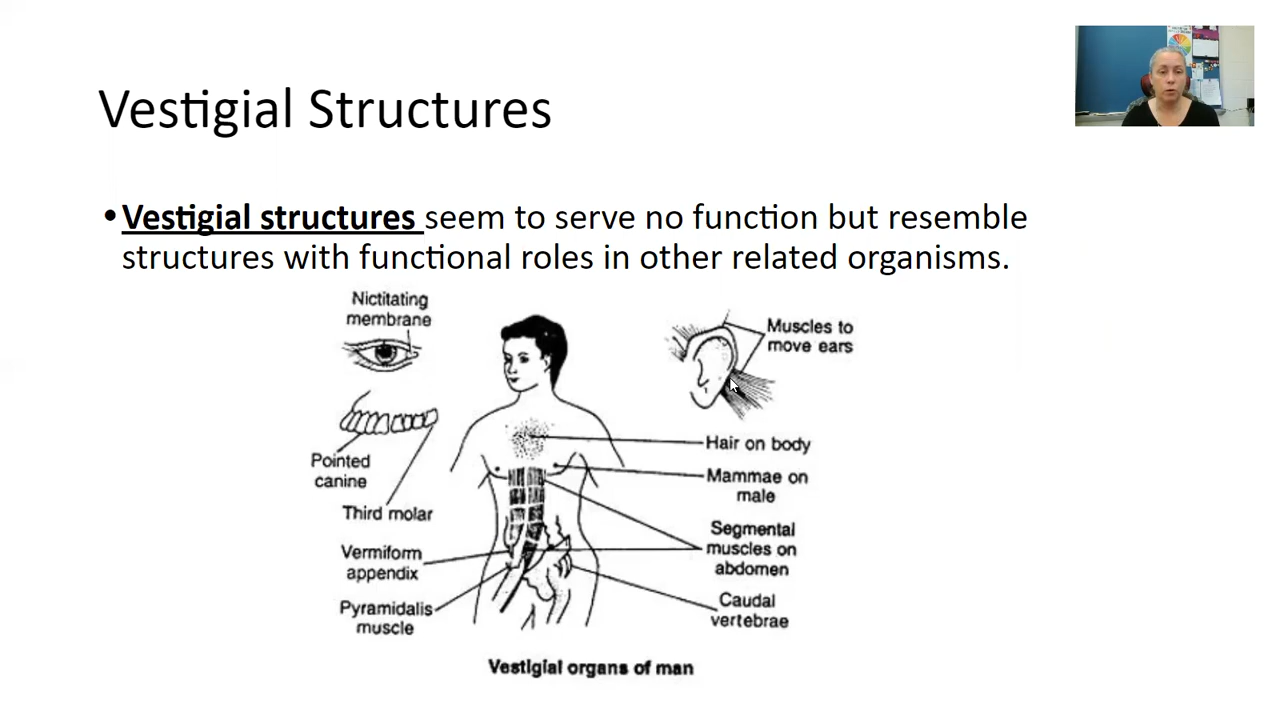 Vestigial Structures
•Vestigial structures seem to serve no function but resemble
structures with functional roles in other related organisms.
Nictitating
membrane
Muscles to
move ears
Pointed
canine
Third molar
Hair on body
Mammae on
male
Segmental
muscles on
abdomen
Vermiform
appendix
Pyramidalis
muscle
Caudal
vertebrae
Vestigial organs of man